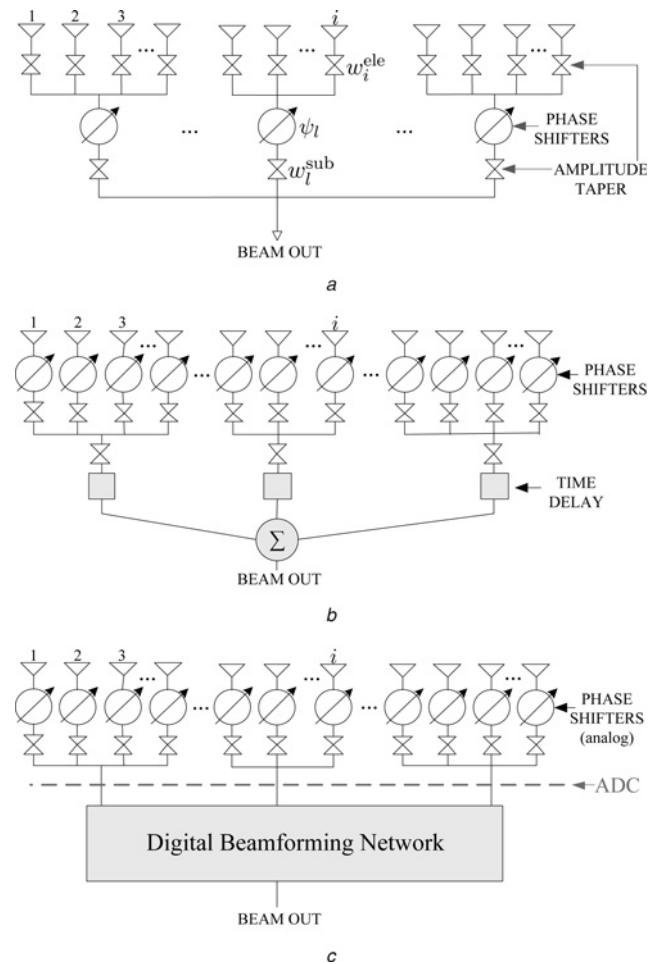 1 2 3 ... ... i
w_i^ele
ψ_l
... ...
PHASE
SHIFTERS
w_l^sub
AMPLITUDE
TAPER
BEAM OUT
a
1 2 3 ... ... ... i ... ...
PHASE
SHIFTERS
TIME
DELAY
Σ
BEAM OUT
b
1 2 3 ... ... ... i ... ...
PHASE
SHIFTERS
(analog)
ADC
Digital Beamforming Network
BEAM OUT
c